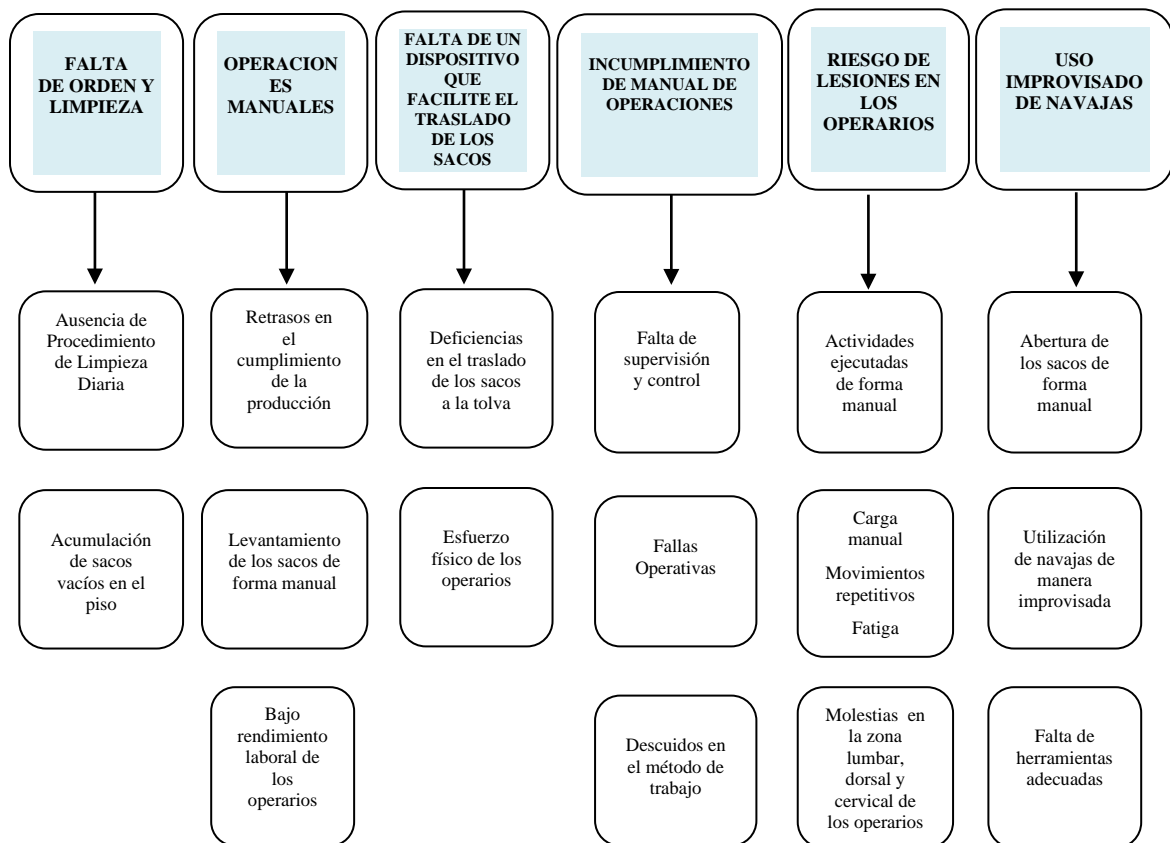 FALTA
DE ORDEN Y
LIMPIEZA
OPERACION
ES
MANUALES
FALTA DE UN
DISPOSITIVO
QUE
FACILITE EL
TRASLADO
DE LOS
SACOS
INCUMPLIMIENTO
DE MANUAL DE
OPERACIONES
RIESGO DE
LESIONES EN
LOS
OPERARIOS
USO
IMPROVISADO
DE NAVAJAS
Ausencia de
Procedimiento
de Limpieza
Diaria
Retrasos en
el
cumplimiento
de la
producción
Deficiencias
en el traslado
de los sacos
a la tolva
Falta de
supervisión
y control
Actividades
ejecutadas
de forma
manual
Abertura de
los sacos de
forma
manual
Acumulación
de sacos
vacíos en el
piso
Levantamiento
de los sacos de
forma manual
Esfuerzo
físico de los
operarios
Fallas
Operativas
Carga
manual
Movimientos
repetitivos
Fatiga
Utilización
de navajas de
manera
improvisada
Bajo
rendimiento
laboral de
los
operarios
Descuidos en
el método de
trabajo
Molestias en
la zona
lumbar,
dorsal y
cervical de
los operarios
Falta de
herramientas
adecuadas